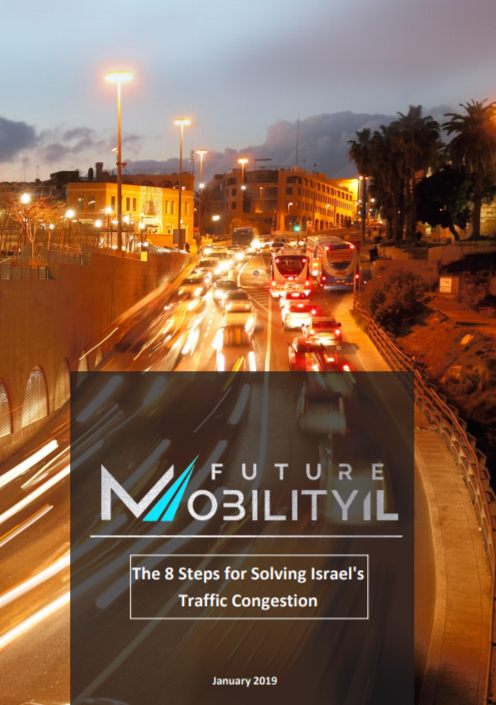 FUTURE
MOBILITYIL
The 8 Steps for Solving Israel's
Traffic Congestion
January 2019